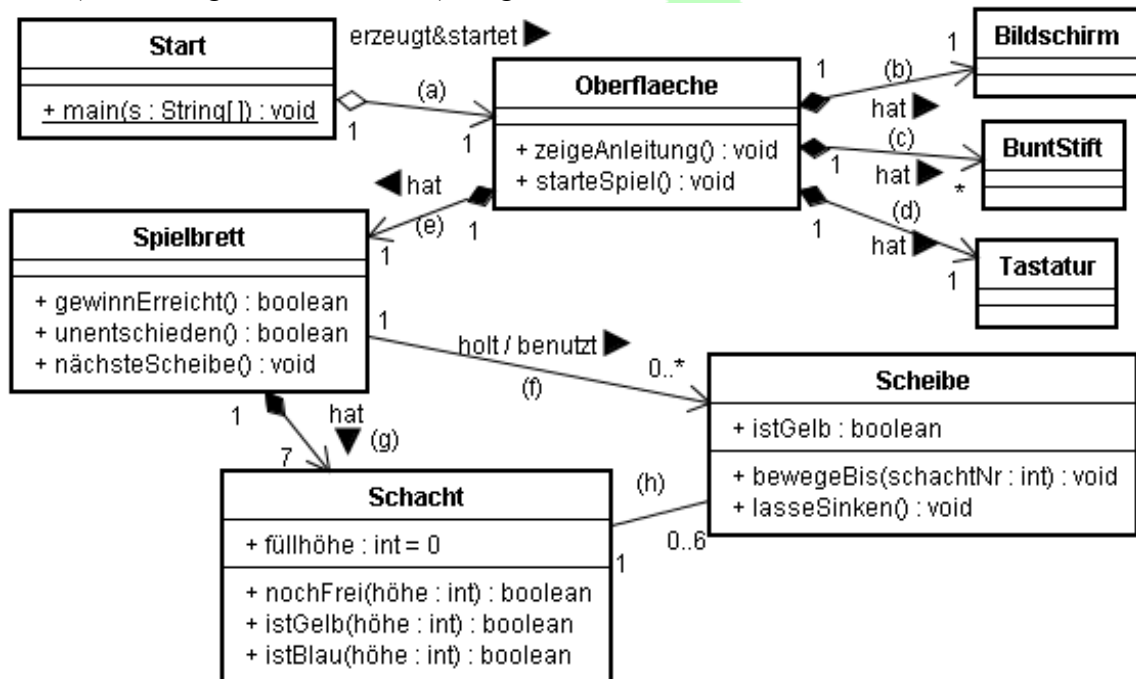 Start
+ main(s : String[]) : void
erzeugt&startet ▶
(a)
1
1
Oberflaeche
+ zeigeAnleitung() : void
+ starteSpiel() : void
1
(b)
1
hat ▶
Bildschirm
(c)
1
hat ▶
*
BuntStift
(d)
1
hat ▶
1
Tastatur
◀ hat
(e)
1
1
Spielbrett
+ gewinnErreicht() : boolean
+ unentschieden() : boolean
+ nächsteScheibe() : void
1
holt / benutzt ▶
(f)
0..*
Scheibe
+ istGelb : boolean
+ bewegeBis(schachtNr : int) : void
+ lasseSinken() : void
1
hat
▼ (g)
7
Schacht
+ füllhöhe : int = 0
+ nochFrei(höhe : int) : boolean
+ istGelb(höhe : int) : boolean
+ istBlau(höhe : int) : boolean
(h)
0..6
1